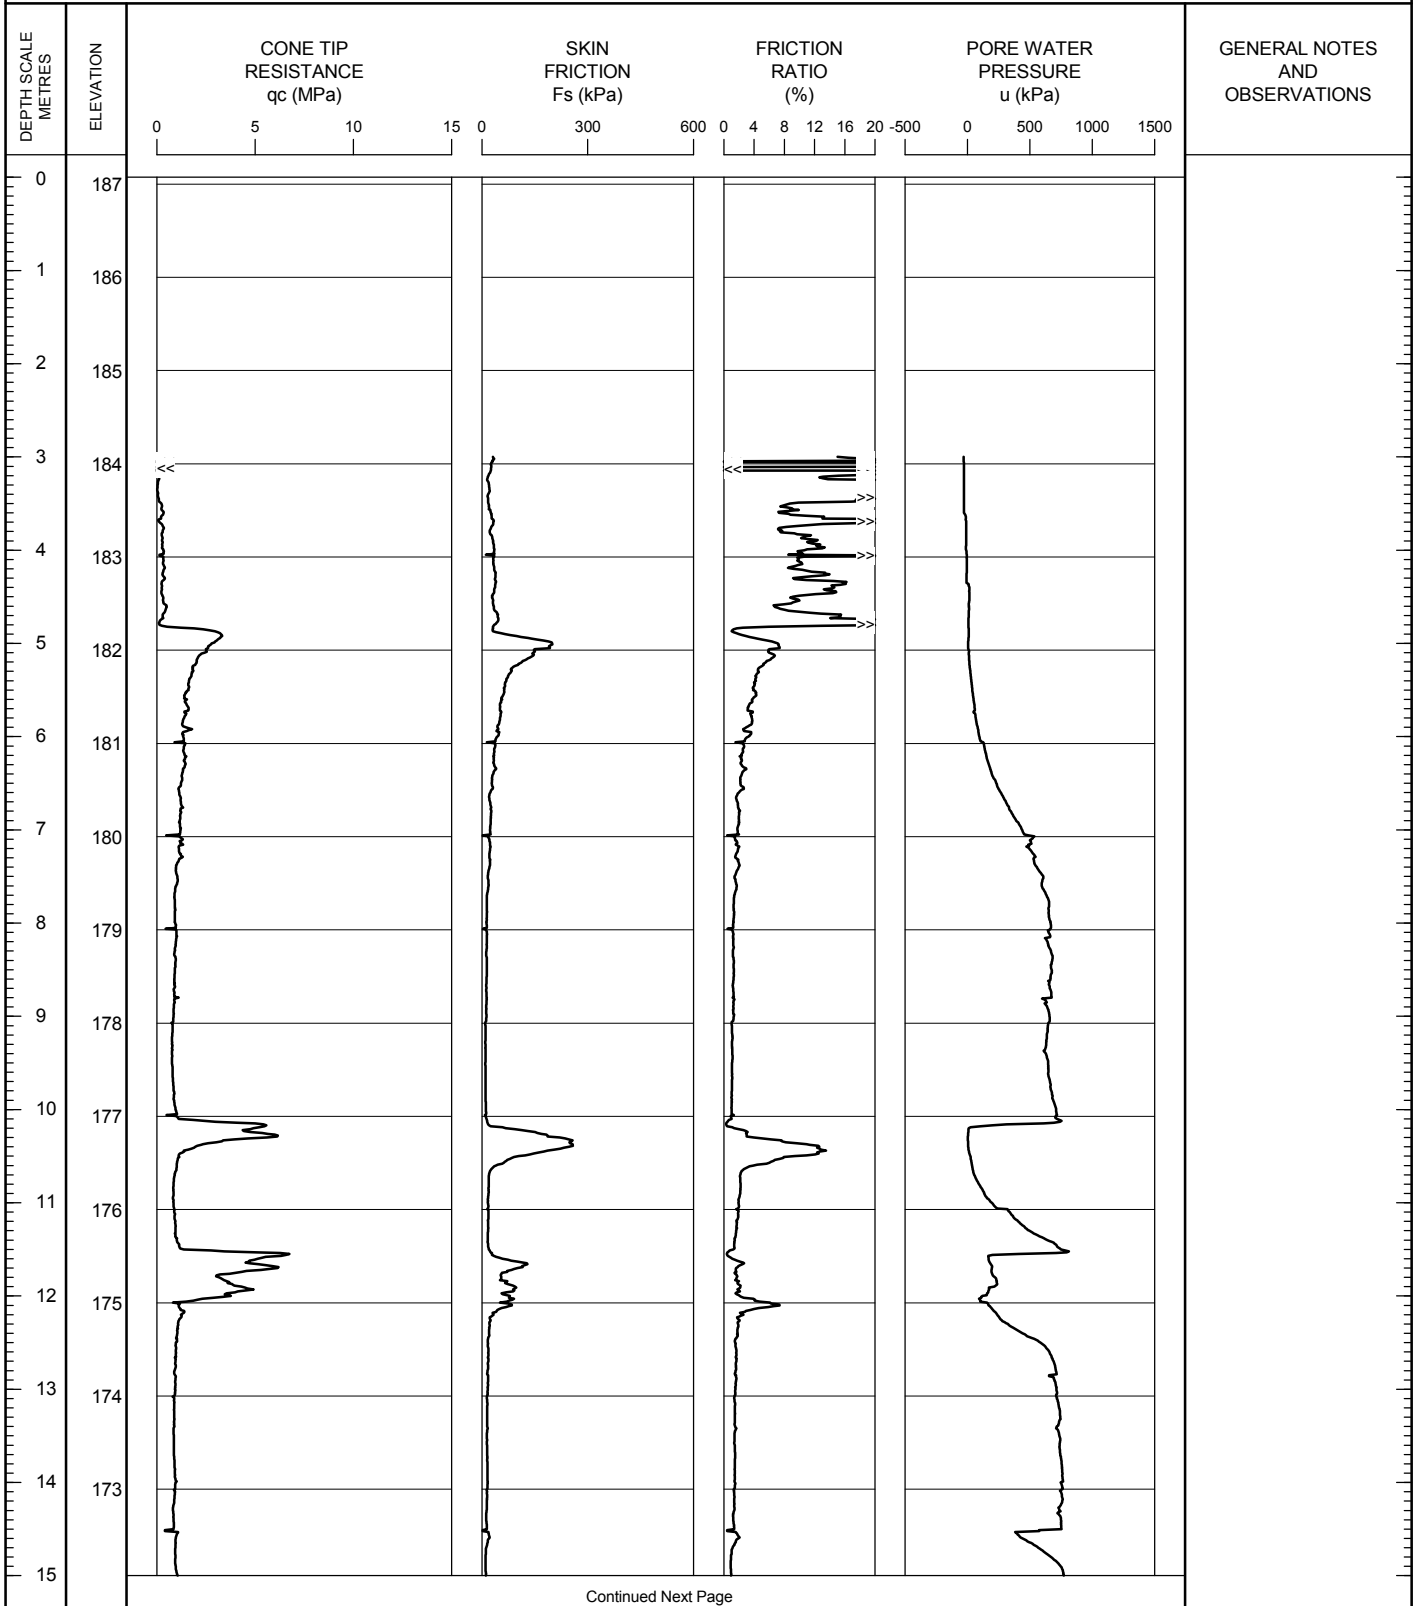 DEPTH SCALE
METRES
ELEVATION
CONE TIP
RESISTANCE
qc (MPa)
SKIN
FRICTION
Fs (kPa)
FRICTION
RATIO
(%)
PORE WATER
PRESSURE
u (kPa)
GENERAL NOTES
AND
OBSERVATIONS
0 5 10 15
0 300 600
0 4 8 12 16 20
-500 0 500 1000 1500
0
187
1
186
2
185
3
184
<<
<<
>>
>>
4
183
>>
>>
5
182
6
181
7
180
8
179
9
178
10
177
11
176
12
175
13
174
14
173
15
Continued Next Page